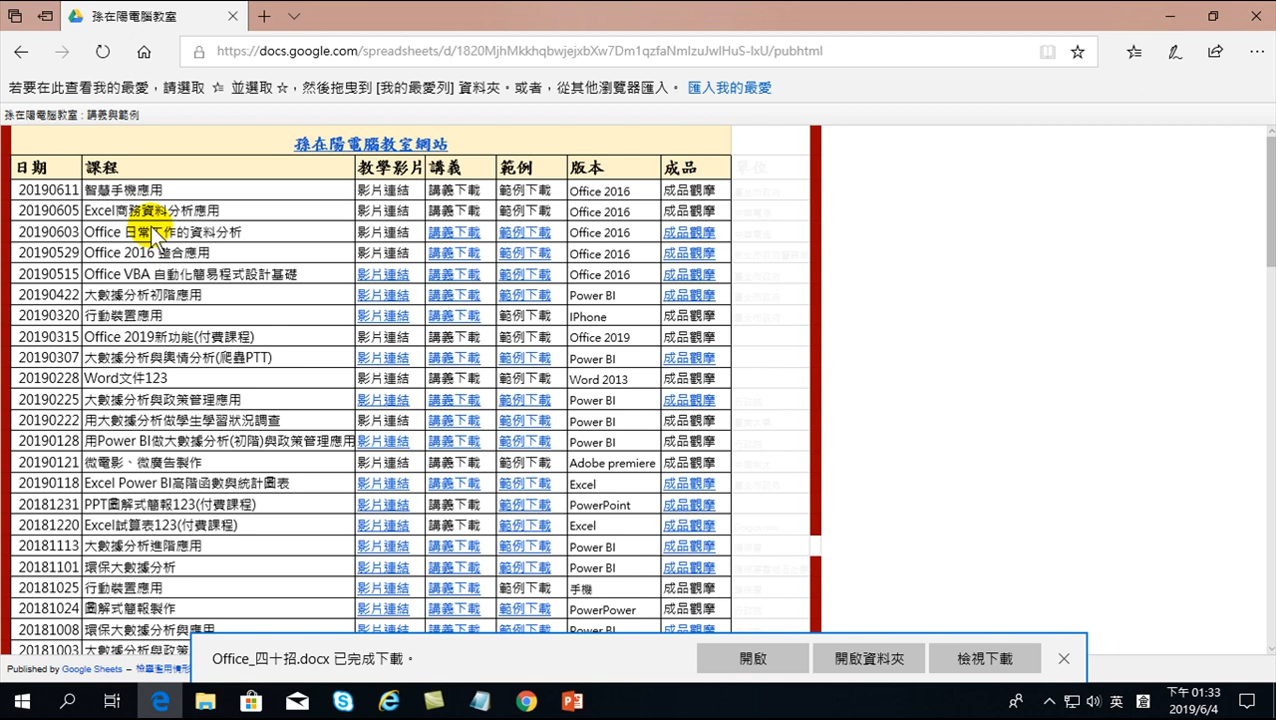 孫在陽電腦教室
https://docs.google.com/spreadsheets/d/1820MjhMkkhqbwjejxbXw7Dm1qzfaNmIzuJwIHuS-IxU/pubhtml
若要在此查看我的最愛，請選取 ☆ 並選取 ☆，然後拖曳到 [我的最愛列] 資料夾。或者，從其他瀏覽器匯入。 匯入我的最愛
孫在陽電腦教室 : 講義與範例
孫在陽電腦教室網站
日期 課程 教學影片 講義 範例 版本 成品 單位
20190611 智慧手機應用 影片連結 講義下載 範例下載 Office 2016 成品觀摩
20190605 Excel商務資料分析應用 影片連結 講義下載 範例下載 Office 2016 成品觀摩
20190603 Office 日常工作的資料分析 影片連結 講義下載 範例下載 Office 2016 成品觀摩
20190529 Office 2016 整合應用 影片連結 講義下載 範例下載 Office 2016 成品觀摩
20190515 Office VBA 自動化簡易程式設計基礎 影片連結 講義下載 範例下載 Office 2016 成品觀摩
20190422 大數據分析初階應用 影片連結 講義下載 範例下載 Power BI 成品觀摩
20190320 行動裝置應用 影片連結 講義下載 範例下載 IPhone 成品觀摩
20190315 Office 2019新功能(付費課程) 影片連結 講義下載 範例下載 Office 2019 成品觀摩
20190307 大數據分析與輿情分析(爬蟲PTT) 影片連結 講義下載 範例下載 Power BI 成品觀摩
20190228 Word文件123 影片連結 講義下載 範例下載 Word 2013 成品觀摩
20190225 大數據分析與政策管理應用 影片連結 講義下載 範例下載 Power BI 成品觀摩
20190222 用大數據分析做學生學習狀況調查 影片連結 講義下載 範例下載 Power BI 成品觀摩
20190128 用Power BI做大數據分析(初階)與政策管理應用 影片連結 講義下載 範例下載 Power BI 成品觀摩
20190121 微電影、微廣告製作 影片連結 講義下載 範例下載 Adobe premiere 成品觀摩
20190118 Excel Power BI高階函數與統計圖表 影片連結 講義下載 範例下載 Excel 成品觀摩
20181231 PPT圖解式簡報123(付費課程) 影片連結 講義下載 範例下載 PowerPoint 成品觀摩
20181220 Excel試算表123(付費課程) 影片連結 講義下載 範例下載 Excel 成品觀摩
20181113 大數據分析進階應用 影片連結 講義下載 範例下載 Power BI 成品觀摩
20181101 環保大數據分析 影片連結 講義下載 範例下載 Power BI 成品觀摩
20181025 行動裝置應用 影片連結 講義下載 範例下載 手機 成品觀摩
20181024 圖解式簡報製作 影片連結 講義下載 範例下載 PowerPower 成品觀摩
20181008 環保大數據分析與應用 影片連結 講義下載 範例下載 Power BI 成品觀摩
20181003 大數據分析與政策
Published by Google Sheets - 檢舉濫用情形
Office_四十招.docx 已完成下載。 開啟 開啟資料夾 檢視下載
英
下午 01:33
2019/6/4